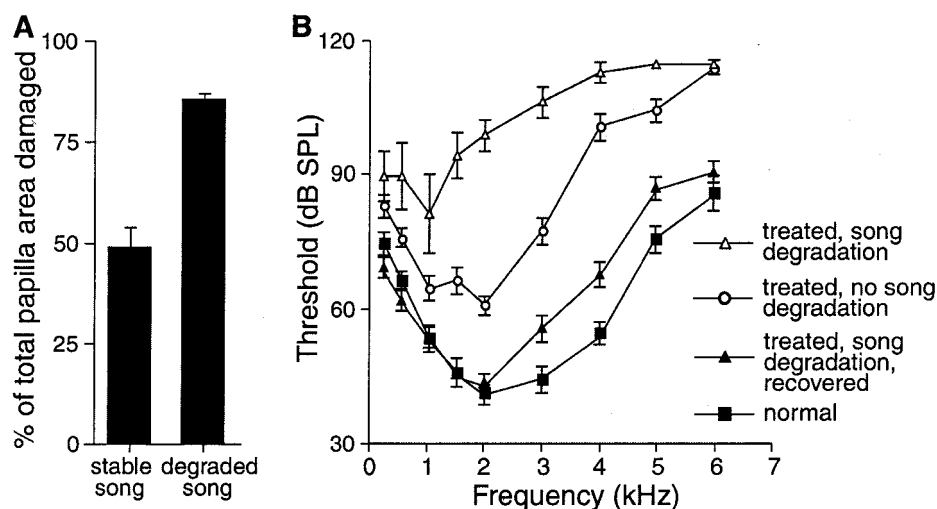 A
% of total papilla area damaged
100
75
50
25
0
stable
song
degraded
song
B
Threshold (dB SPL)
120
90
60
30
0
1
2
3
4
5
6
7
Frequency (kHz)
treated, song
degradation
treated, no song
degradation
treated, song
degradation,
recovered
normal